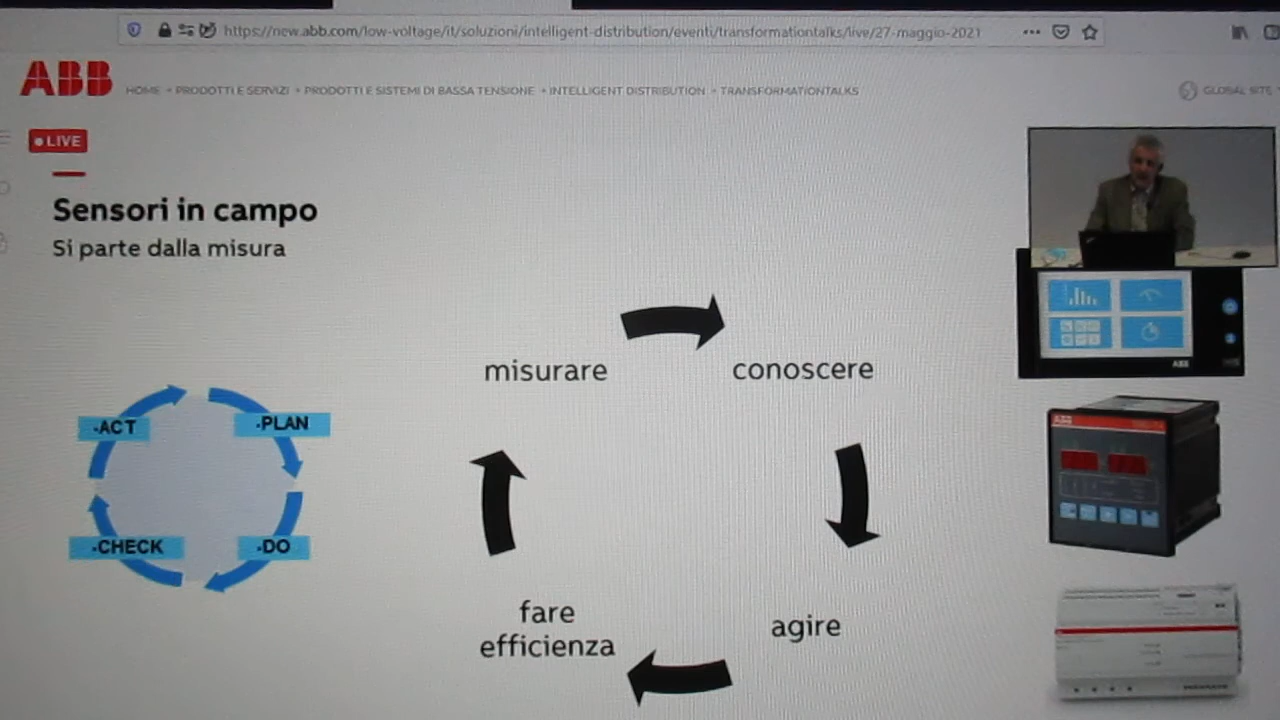 https://new.abb.com/low-voltage/it/soluzioni/intelligent-distribution/eventi/transformationtalks/live/27-maggio-2021
ABB
HOME • PRODOTTI E SERVIZI • PRODOTTI E SISTEMI DI BASSA TENSIONE • INTELLIGENT DISTRIBUTION • TRANSFORMATIONTALKS
GLOBAL SITE
LIVE
Sensori in campo
Si parte dalla misura
misurare
conoscere
ABB
-ACT
-PLAN
ABB
-CHECK
-DO
fare
efficienza
agire